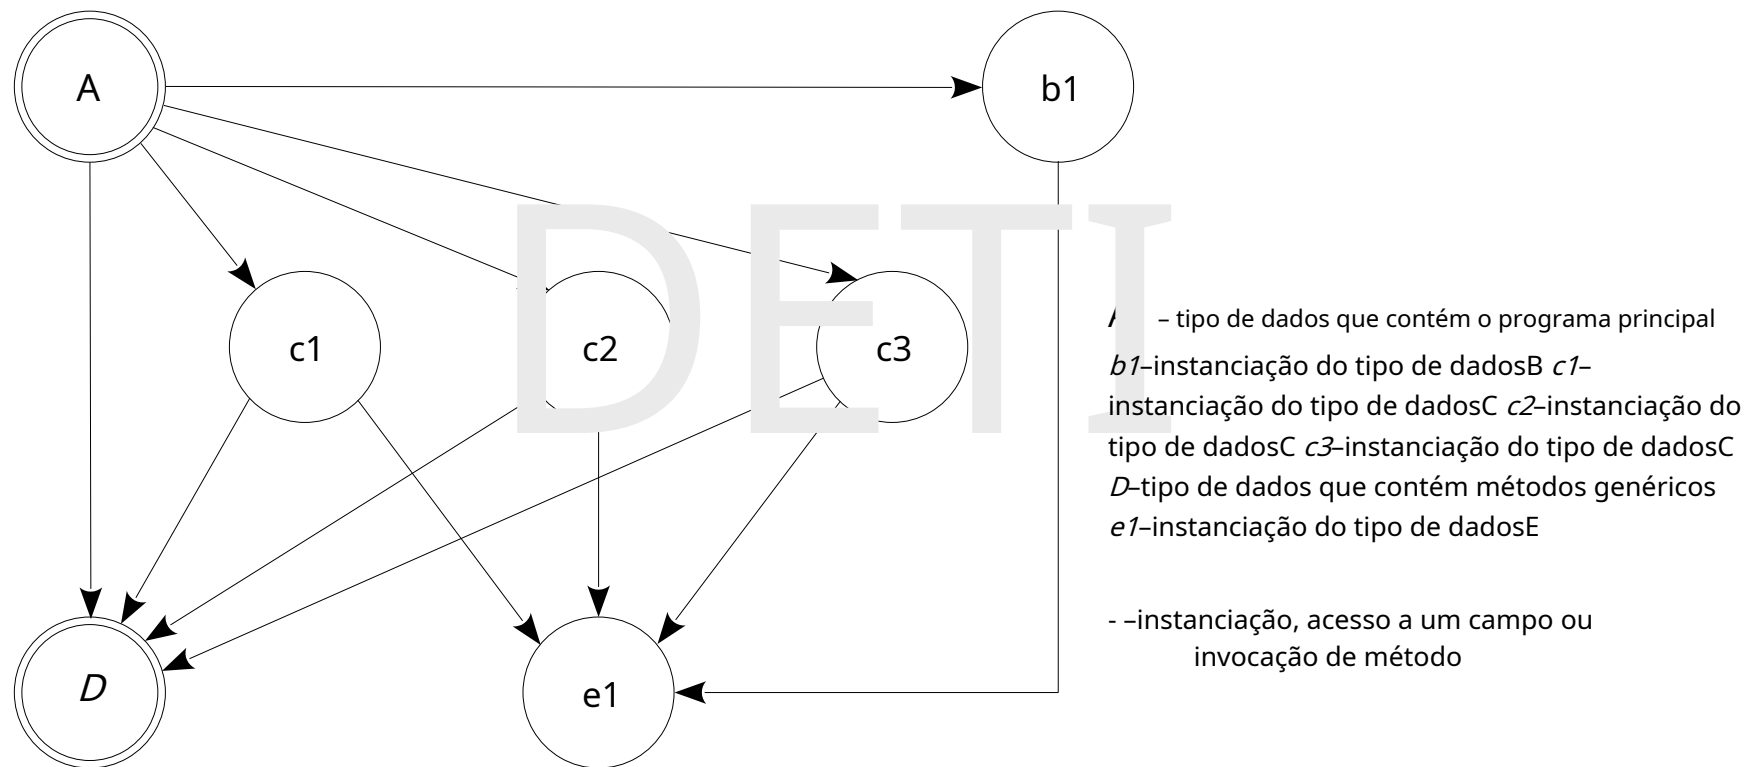 A
b1
DETI
c1
c2
c3
– tipo de dados que contém o programa principal
b1–instanciação do tipo de dadosB c1–
instanciação do tipo de dadosC c2–instanciação do
tipo de dadosC c3–instanciação do tipo de dadosC
D–tipo de dados que contém métodos genéricos
e1–instanciação do tipo de dadosE
- –instanciação, acesso a um campo ou
invocação de método
D
e1